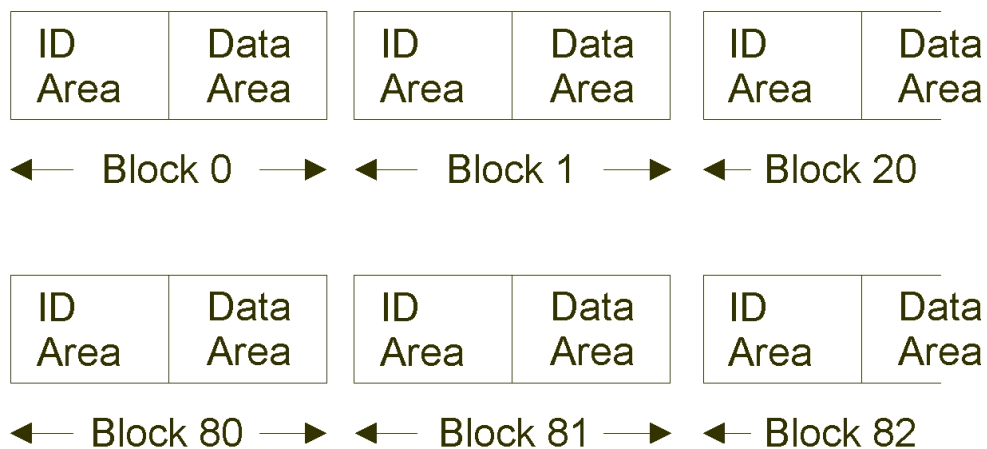 ID Data ID Data ID Data
Area Area Area Area Area Area
Block 0 Block 1 Block 20
ID Data ID Data ID Data
Area Area Area Area Area Area
Block 80 Block 81 Block 82